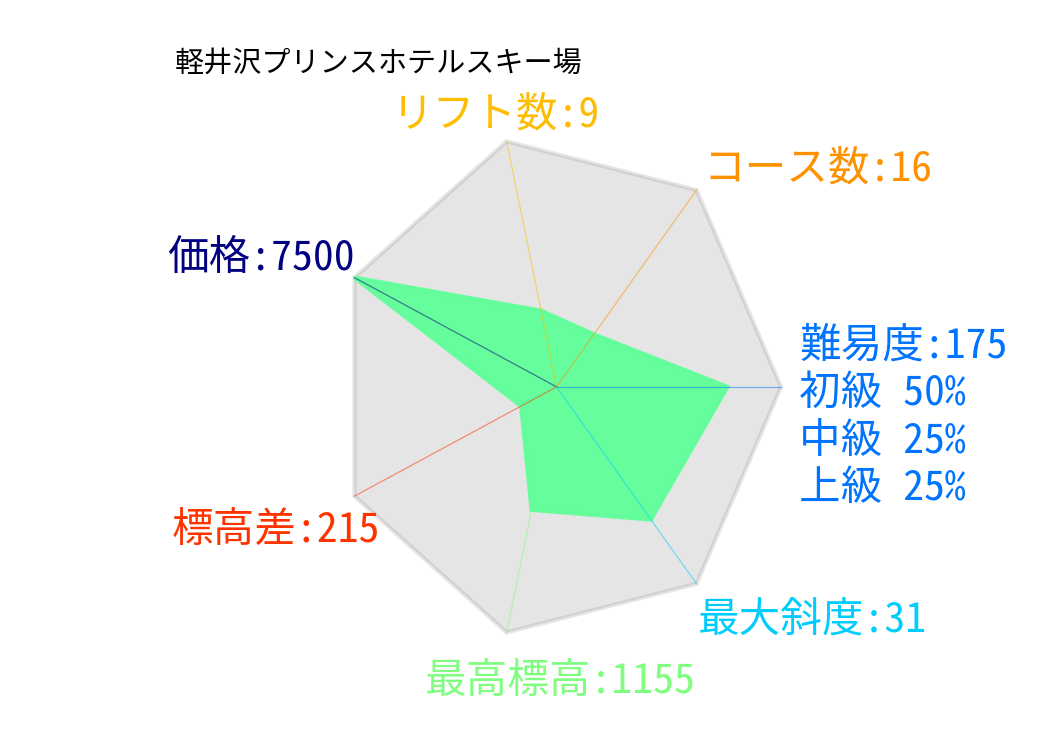 軽井沢プリンスホテルスキー場
リフト数:9
コース数:16
価格:7500
難易度:175
初級 50%
中級 25%
上級 25%
標高差:215
最大斜度:31
最高標高:1155